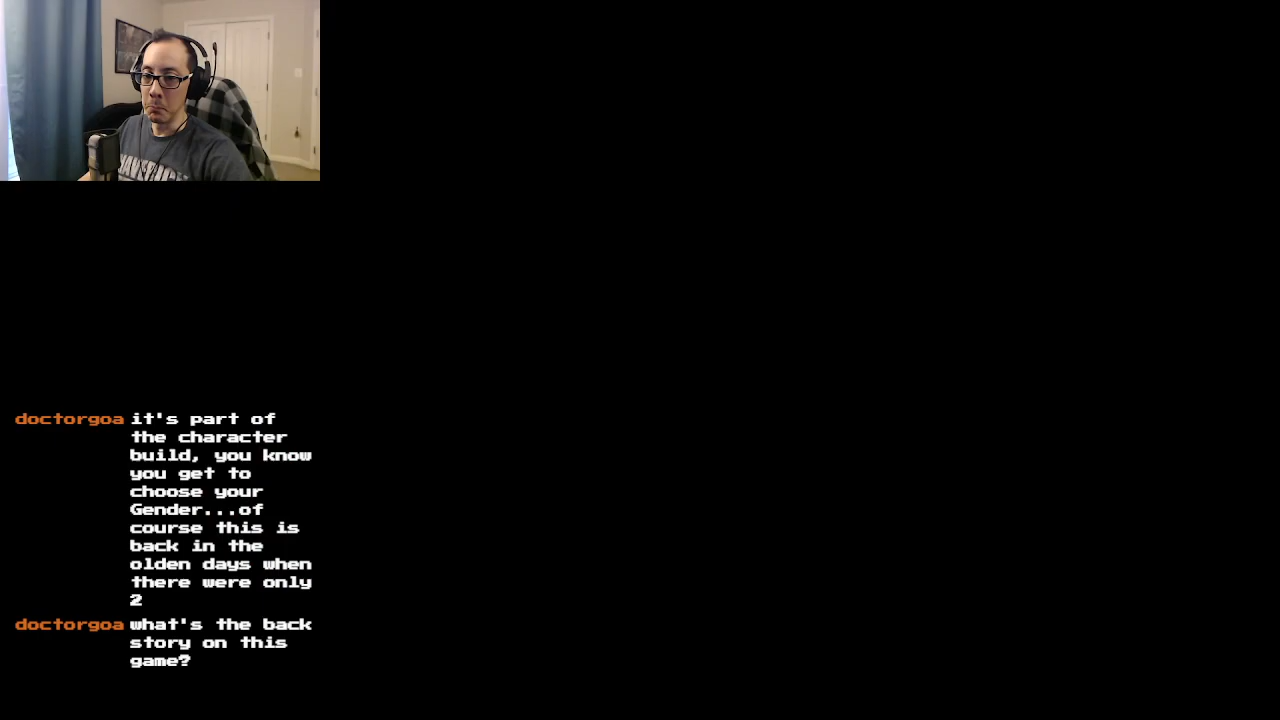 doctorgoa it's part of
the character
build, you know
you get to
choose your
Gender...of
course this is
back in the
olden days when
there were only
2
doctorgoa what's the back
story on this
game?